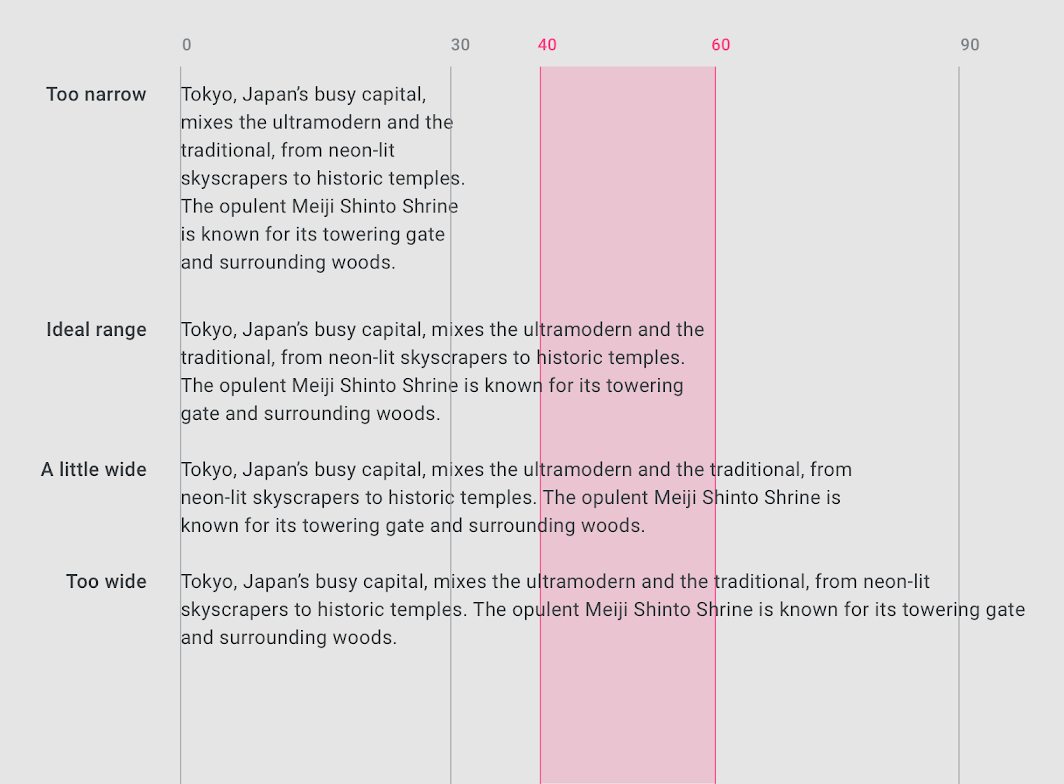 0 30 40 60 90
Too narrow
Tokyo, Japan’s busy capital,
mixes the ultramodern and the
traditional, from neon-lit
skyscrapers to historic temples.
The opulent Meiji Shinto Shrine
is known for its towering gate
and surrounding woods.
Ideal range
Tokyo, Japan’s busy capital, mixes the ultramodern and the
traditional, from neon-lit skyscrapers to historic temples.
The opulent Meiji Shinto Shrine is known for its towering
gate and surrounding woods.
A little wide
Tokyo, Japan’s busy capital, mixes the ultramodern and the traditional, from
neon-lit skyscrapers to historic temples. The opulent Meiji Shinto Shrine is
known for its towering gate and surrounding woods.
Too wide
Tokyo, Japan’s busy capital, mixes the ultramodern and the traditional, from neon-lit
skyscrapers to historic temples. The opulent Meiji Shinto Shrine is known for its towering gate
and surrounding woods.